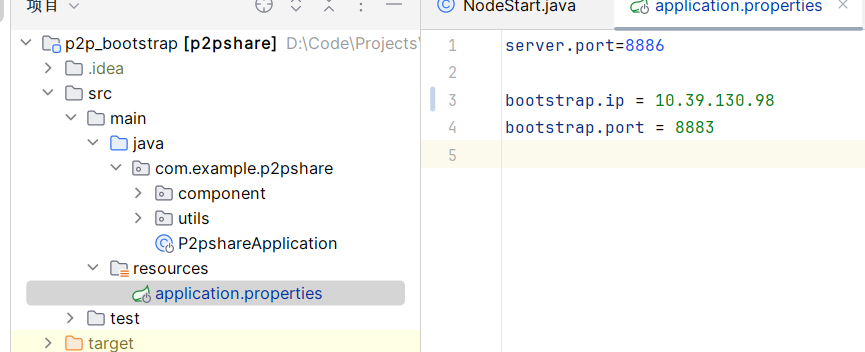 项目
p2p_bootstrap [p2pshare] D:\Code\Projects\
.idea
src
main
java
com.example.p2pshare
component
utils
P2pshareApplication
resources
application.properties
test
target
NodeStart.java
application.properties
1 server.port=8886
2
3 bootstrap.ip = 10.39.130.98
4 bootstrap.port = 8883
5